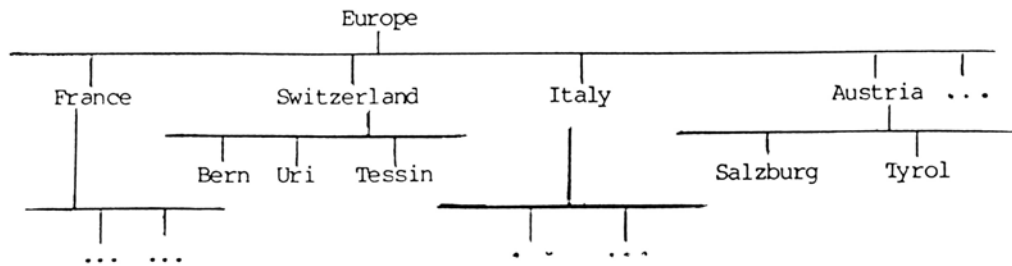 Europe
France Switzerland Italy Austria ...
Bern Uri Tessin Salzburg Tyrol
... ...